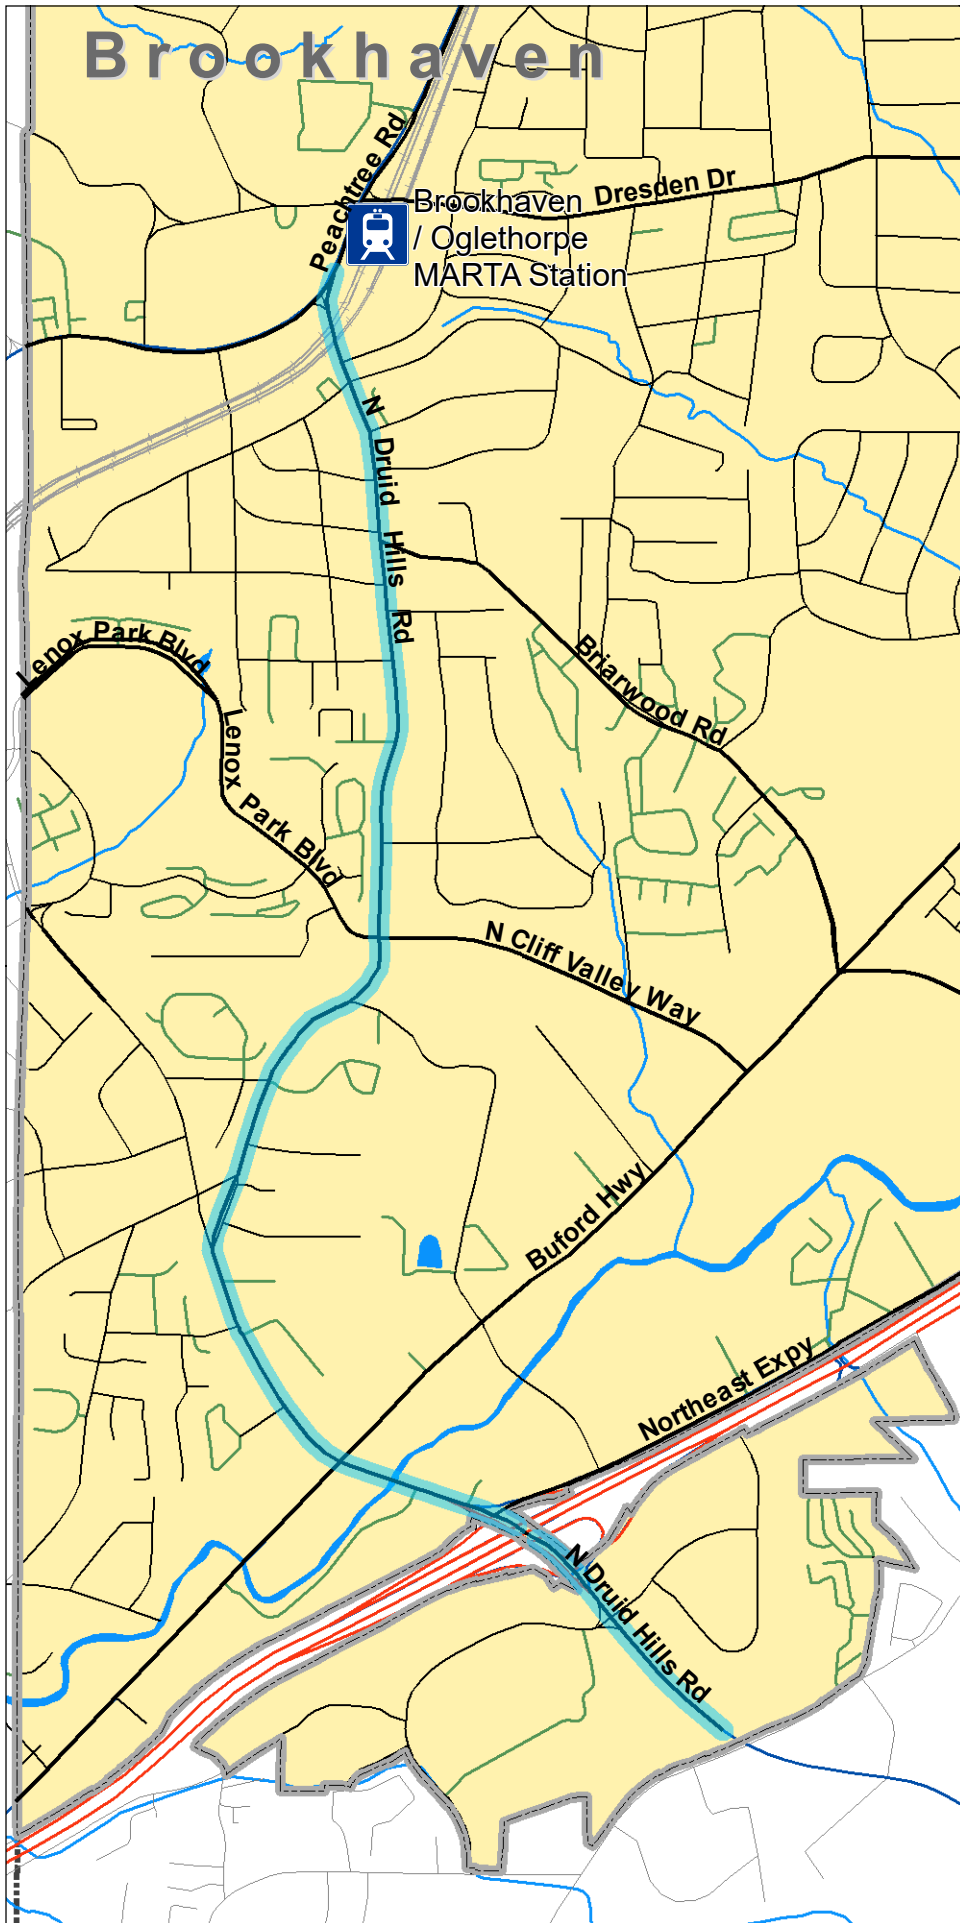 Brookhaven
Peachtree Rd
Dresden Dr
Brookhaven
/ Oglethorpe
MARTA Station
N Druid Hills Rd
Briarwood Rd
Lenox Park Blvd
Lenox Park Blvd
N Cliff Valley Way
Buford Hwy
Northeast Expy
N Druid Hills Rd